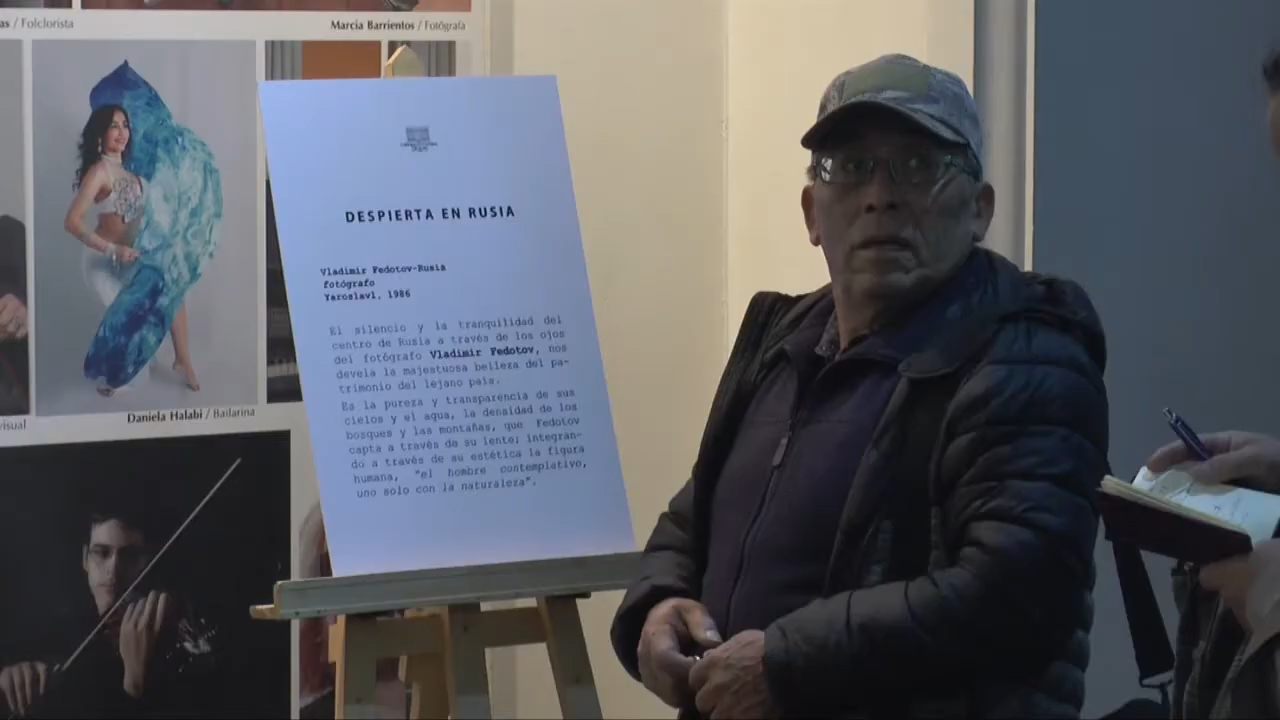 as / Folclorista
Marcia Barrientos / Fotógrafa
DESPIERTA EN RUSIA
Vladimir Fedotov-Rusia
fotógrafo
Yaroslavl, 1986
El silencio y la tranquilidad del
centro de Rusia a través de los ojos
del fotógrafo Vladimir Fedotov, nos
devela la majestuosa belleza del pa-
trimonio del lejano país.
Es la pureza y transparencia de sus
cielos y el agua, la densidad de los
bosques y las montañas, que Fedotov
capta a través de su lente; integran-
do a través de su estética la figura
humana, "el hombre contemplativo,
uno solo con la naturaleza".
visual
Daniela Halabi / Bailarina